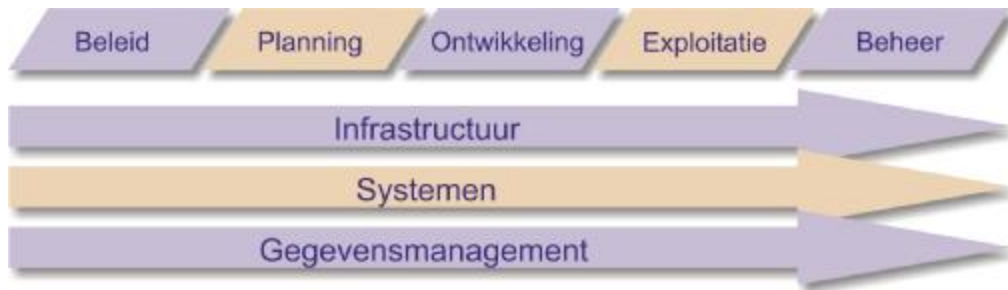 Beleid Planning Ontwikkeling Exploitatie Beheer
Infrastructuur
Systemen
Gegevensmanagement